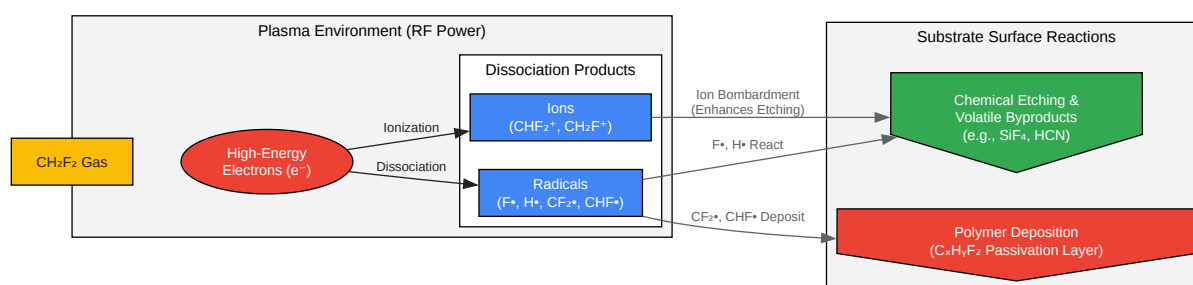 Plasma Environment (RF Power)
Substrate Surface Reactions
Dissociation Products
CH₂F₂ Gas
High-Energy
Electrons (e⁻)
Ionization
Dissociation
Ions
(CHF₂⁺, CH₂F⁺)
Radicals
(F•, H•, CF₂•, CHF•)
Ion Bombardment
(Enhances Etching)
F•, H• React
CF₂•, CHF• Deposit
Chemical Etching &
Volatile Byproducts
(e.g., SiF₄, HCN)
Polymer Deposition
(CₓHᵧF₂ Passivation Layer)